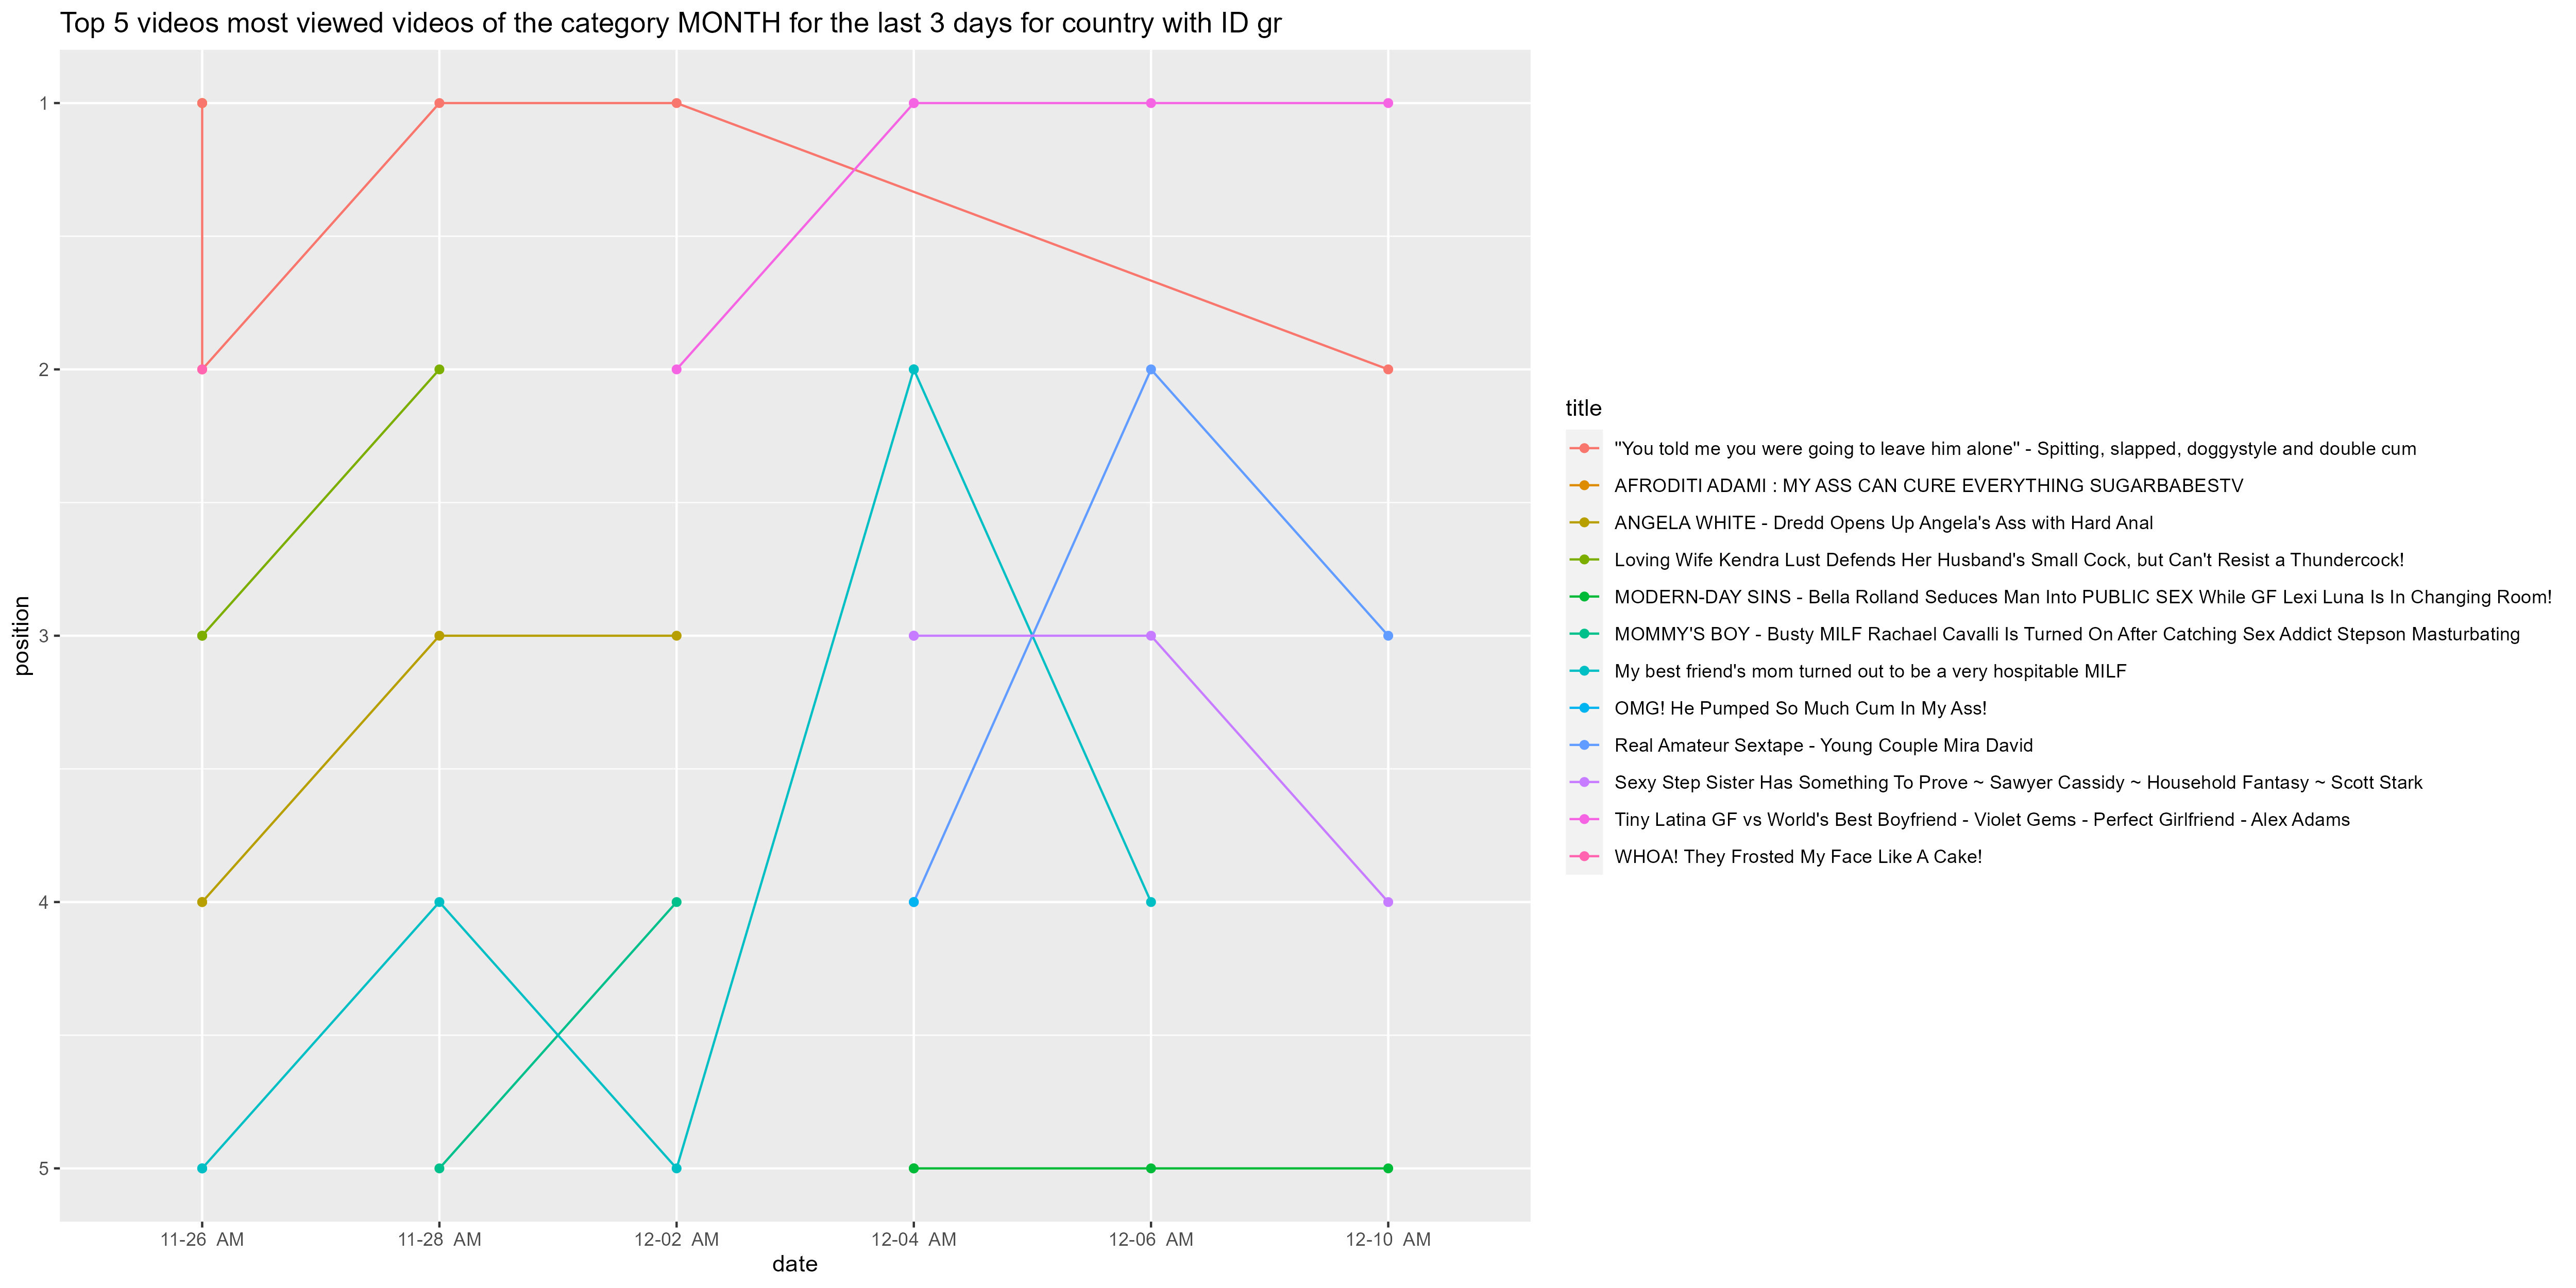 Top 5 videos most viewed videos of the category MONTH for the last 3 days for country with ID gr
position
1
2
3
4
5
11-26 AM
11-28 AM
12-02 AM
12-04 AM
12-06 AM
12-10 AM
date
title
"You told me you were going to leave him alone" - Spitting, slapped, doggystyle and double cum
AFRODITI ADAMI : MY ASS CAN CURE EVERYTHING SUGARBABESTV
ANGELA WHITE - Dredd Opens Up Angela's Ass with Hard Anal
Loving Wife Kendra Lust Defends Her Husband's Small Cock, but Can't Resist a Thundercock!
MODERN-DAY SINS - Bella Rolland Seduces Man Into PUBLIC SEX While GF Lexi Luna Is In Changing Room!
MOMMY'S BOY - Busty MILF Rachael Cavalli Is Turned On After Catching Sex Addict Stepson Masturbating
My best friend's mom turned out to be a very hospitable MILF
OMG! He Pumped So Much Cum In My Ass!
Real Amateur Sextape - Young Couple Mira David
Sexy Step Sister Has Something To Prove ~ Sawyer Cassidy ~ Household Fantasy ~ Scott Stark
Tiny Latina GF vs World's Best Boyfriend - Violet Gems - Perfect Girlfriend - Alex Adams
WHOA! They Frosted My Face Like A Cake!